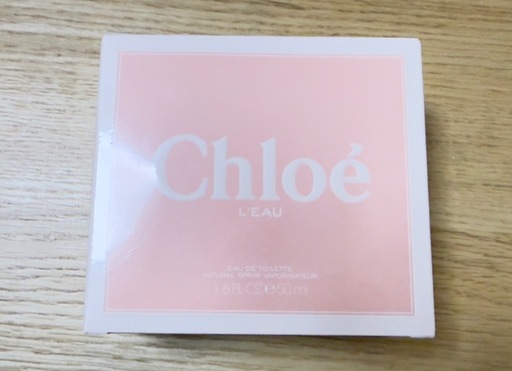 Chloé
L'EAU
EAU DE TOILETTE
NATURAL SPRAY VAPORISATEUR
1.6 FL.OZ ℮ 50 ml